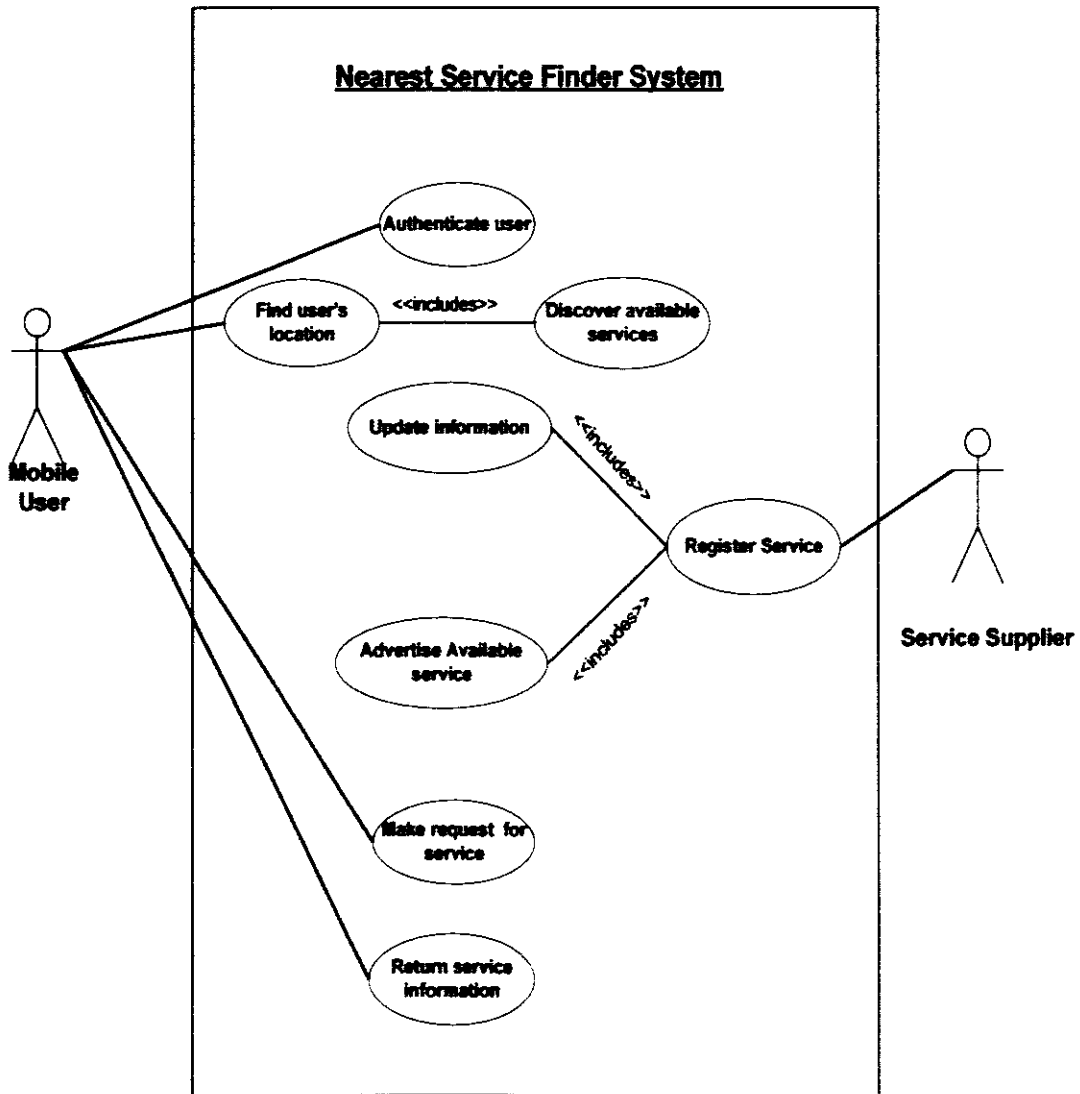 Nearest Service Finder System
Authenticate user
Find user's
location
<<includes>>
Discover available
services
Update information
<<includes>>
Mobile
User
Register Service
<<includes>>
Advertise Available
service
Service Supplier
Make request for
service
Return service
information